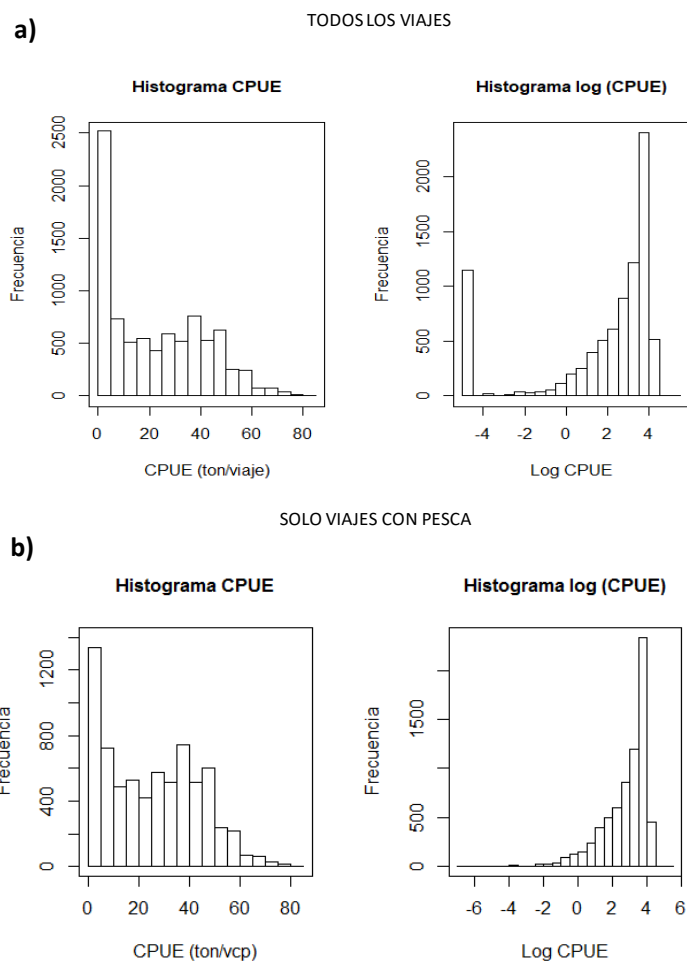 TODOS LOS VIAJES
a)
Histograma CPUE
Histograma log (CPUE)
Frecuencia
0 500 1000 1500 2000 2500
0 20 40 60 80
CPUE (ton/viaje)
Frecuencia
0 500 1000 1500 2000
-4 -2 0 2 4
Log CPUE
SOLO VIAJES CON PESCA
b)
Histograma CPUE
Histograma log (CPUE)
Frecuencia
0 400 800 1200
0 20 40 60 80
CPUE (ton/vcp)
Frecuencia
0 500 1500
-6 -4 -2 0 2 4 6
Log CPUE